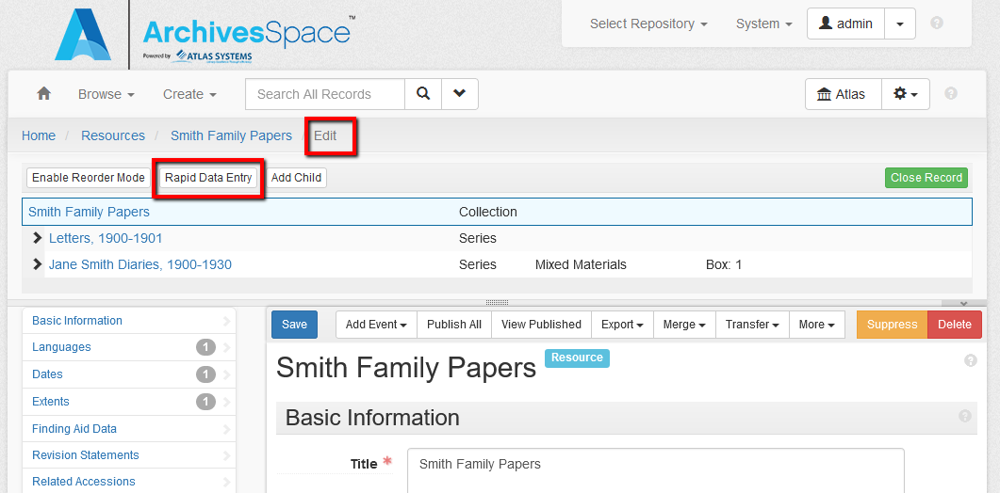 Select Repository System admin
ArchivesSpace™
Powered by ATLAS SYSTEMS
Browse Create Search All Records Atlas
Home / Resources / Smith Family Papers / Edit
Enable Reorder Mode Rapid Data Entry Add Child Close Record
Smith Family Papers Collection
Letters, 1900-1901 Series
Jane Smith Diaries, 1900-1930 Series Mixed Materials Box: 1
Save Add Event Publish All View Published Export Merge Transfer More Suppress Delete
Basic Information
Languages 1
Dates 1
Extents 1
Finding Aid Data
Revision Statements
Related Accessions
Smith Family Papers Resource
Basic Information
Title * Smith Family Papers